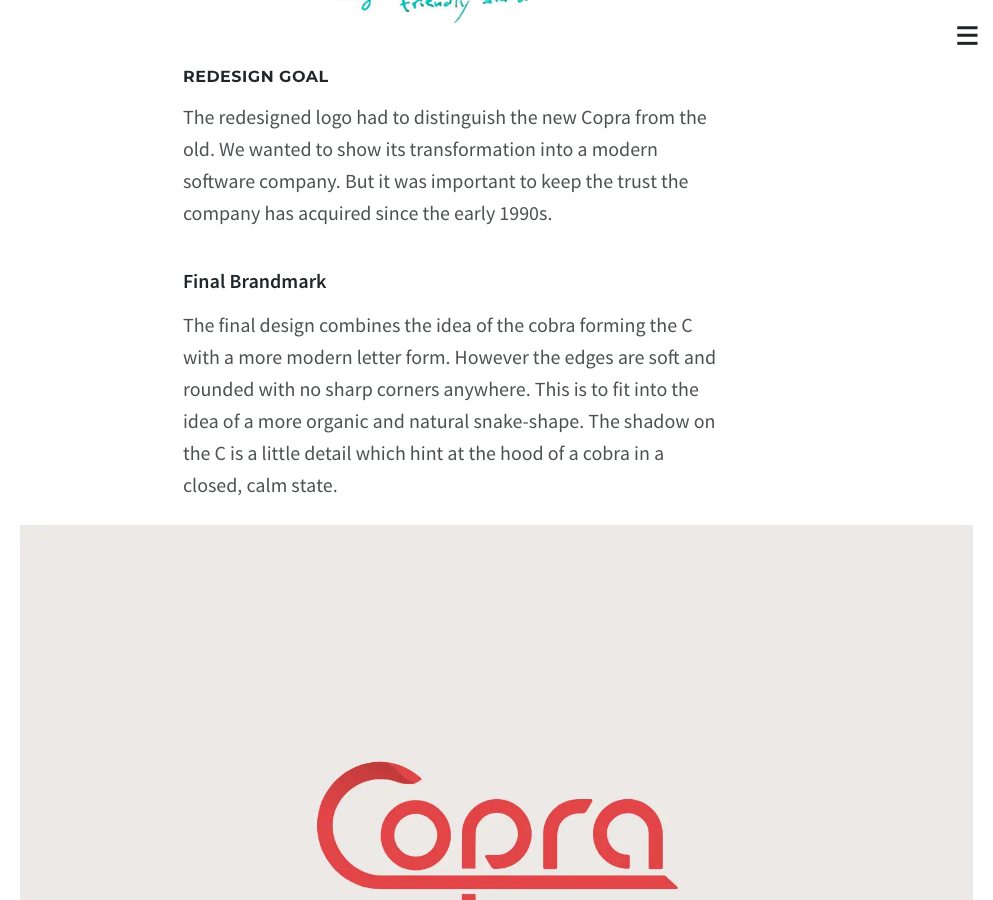 friendly
REDESIGN GOAL
The redesigned logo had to distinguish the new Copra from the
old. We wanted to show its transformation into a modern
software company. But it was important to keep the trust the
company has acquired since the early 1990s.
Final Brandmark
The final design combines the idea of the cobra forming the C
with a more modern letter form. However the edges are soft and
rounded with no sharp corners anywhere. This is to fit into the
idea of a more organic and natural snake-shape. The shadow on
the C is a little detail which hint at the hood of a cobra in a
closed, calm state.
Copra